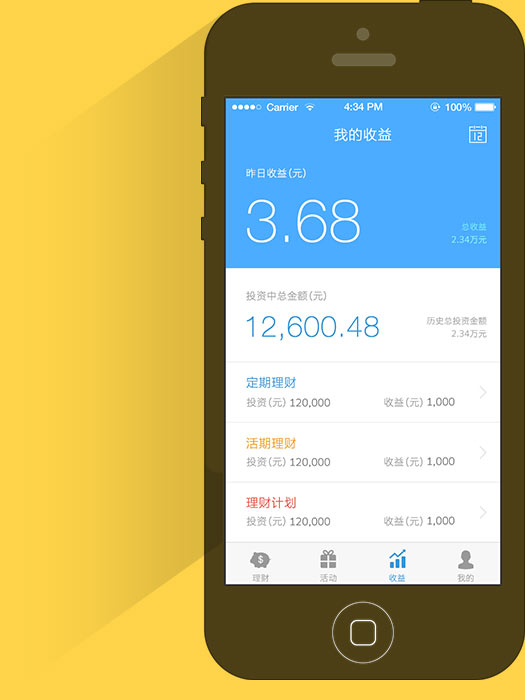 Carrier 4:34 PM 100%
我的收益
12
昨日收益(元)
3.68
总收益
2.34万元
投资中总金额(元)
12,600.48
历史总投资金额
2.34万元
定期理财
投资(元) 120,000 收益(元) 1,000
活期理财
投资(元) 120,000 收益(元) 1,000
理财计划
投资(元) 120,000 收益(元) 1,000
$
理财 活动 收益 我的